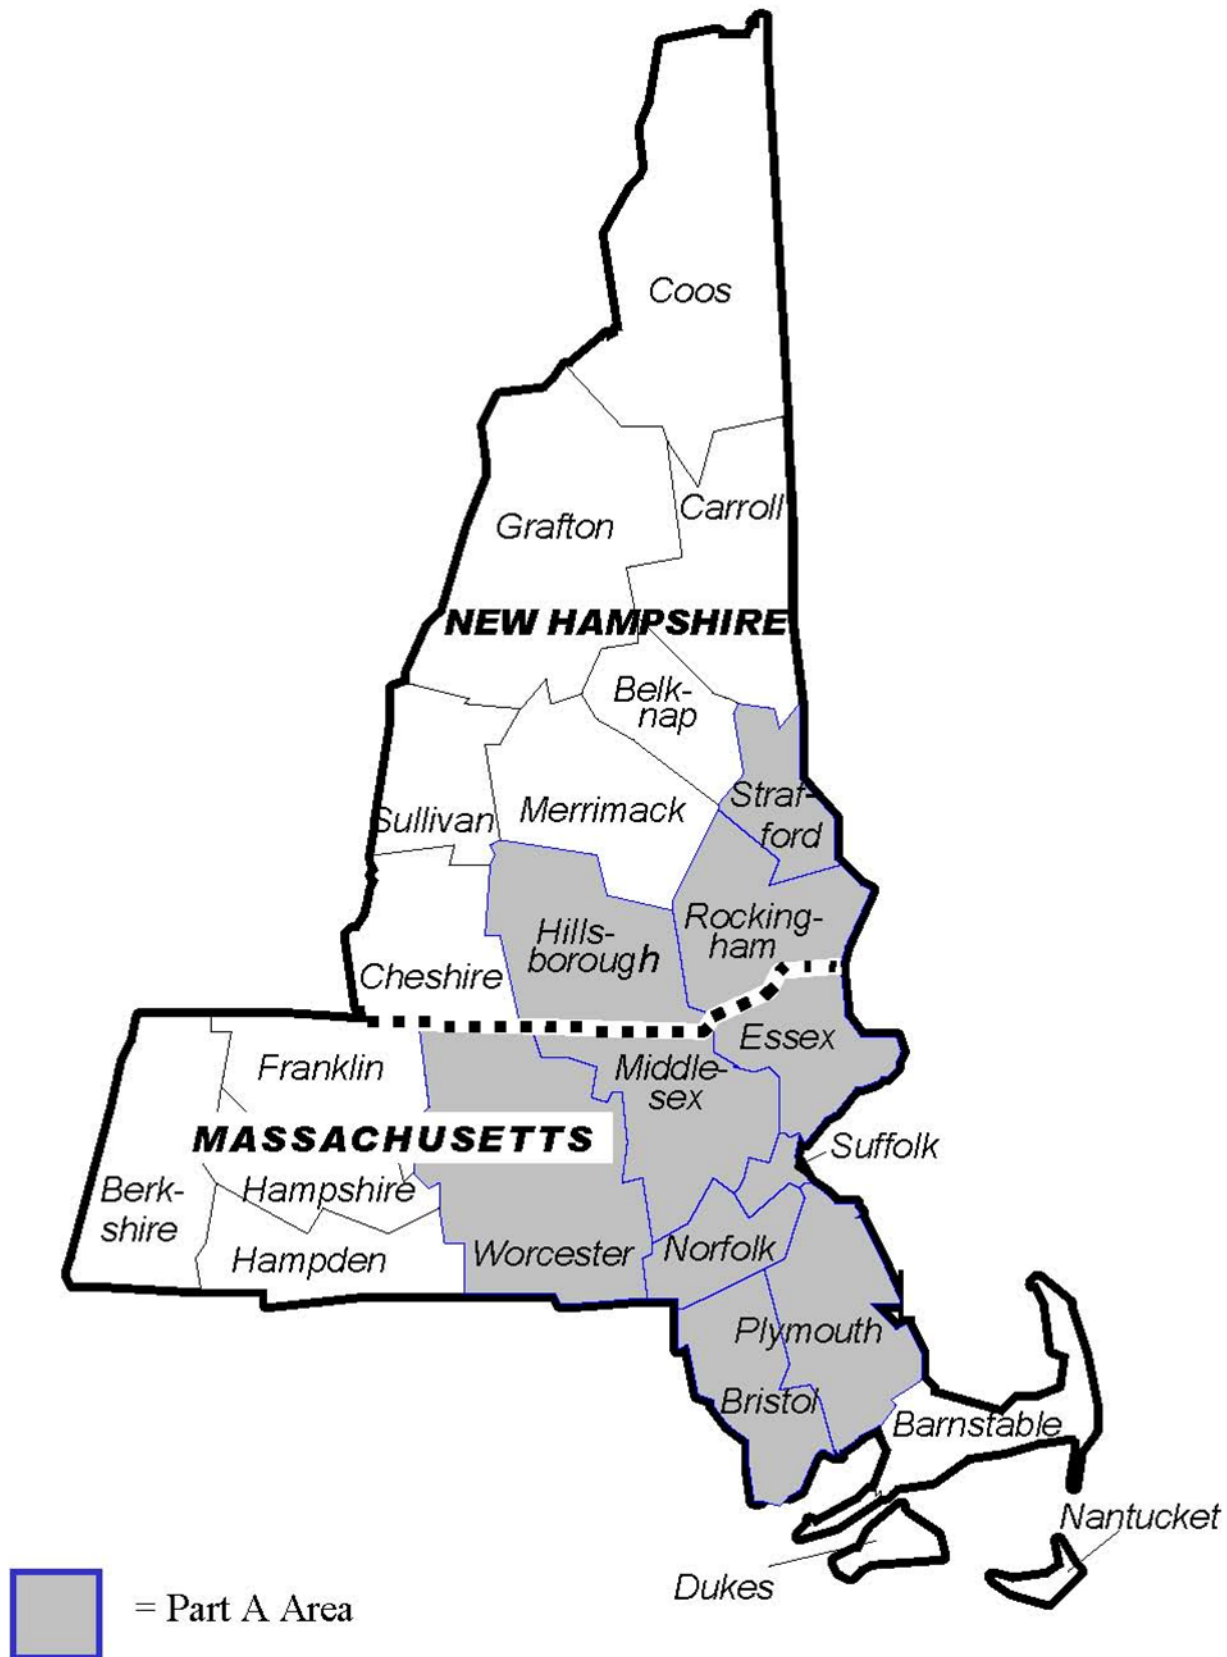 Coos
Carroll
Grafton
NEW HAMPSHIRE
Belk-
nap
Straf-
ford
Sullivan
Merrimack
Rocking-
ham
Hills-
borough
Cheshire
Essex
Franklin
Middle-
sex
MASSACHUSETTS
Suffolk
Berk-
shire
Hampshire
Hampden
Worcester
Norfolk
Plymouth
Bristol
Barnstable
Nantucket
Dukes
= Part A Area